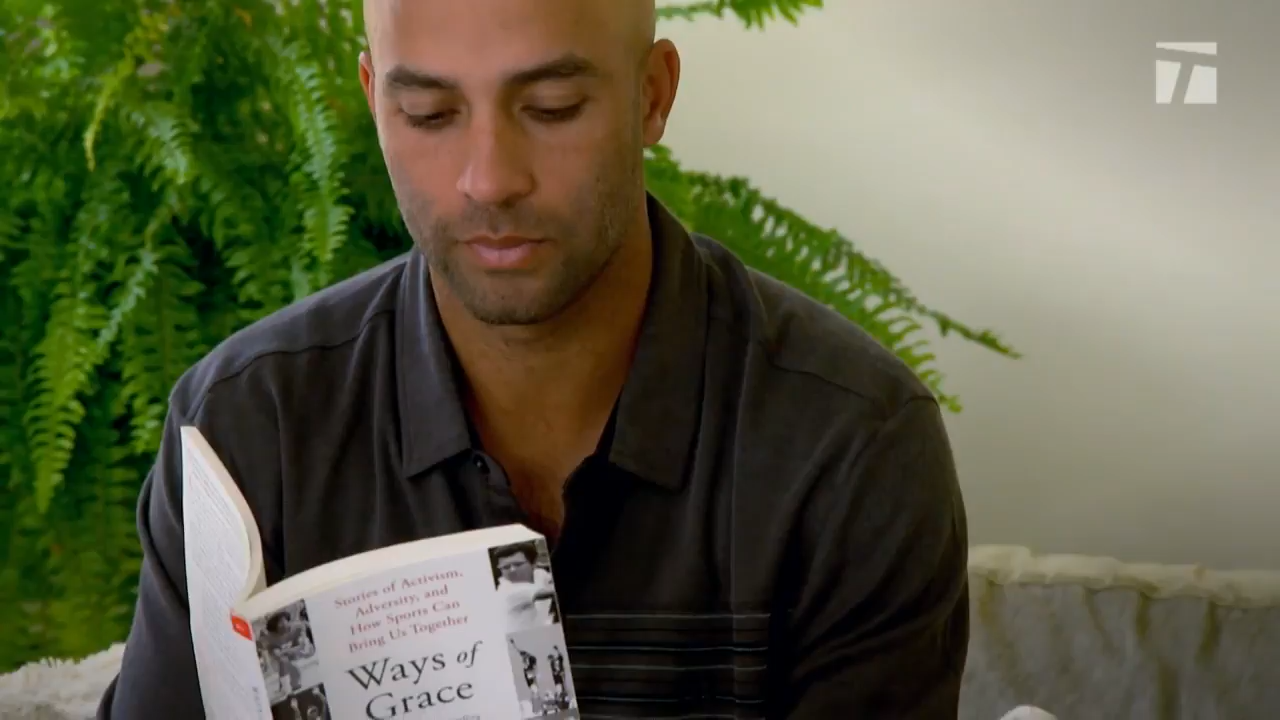 Stories of Activism,
Adversity, and
How Sports Can
Bring Us Together
Ways of
Grace